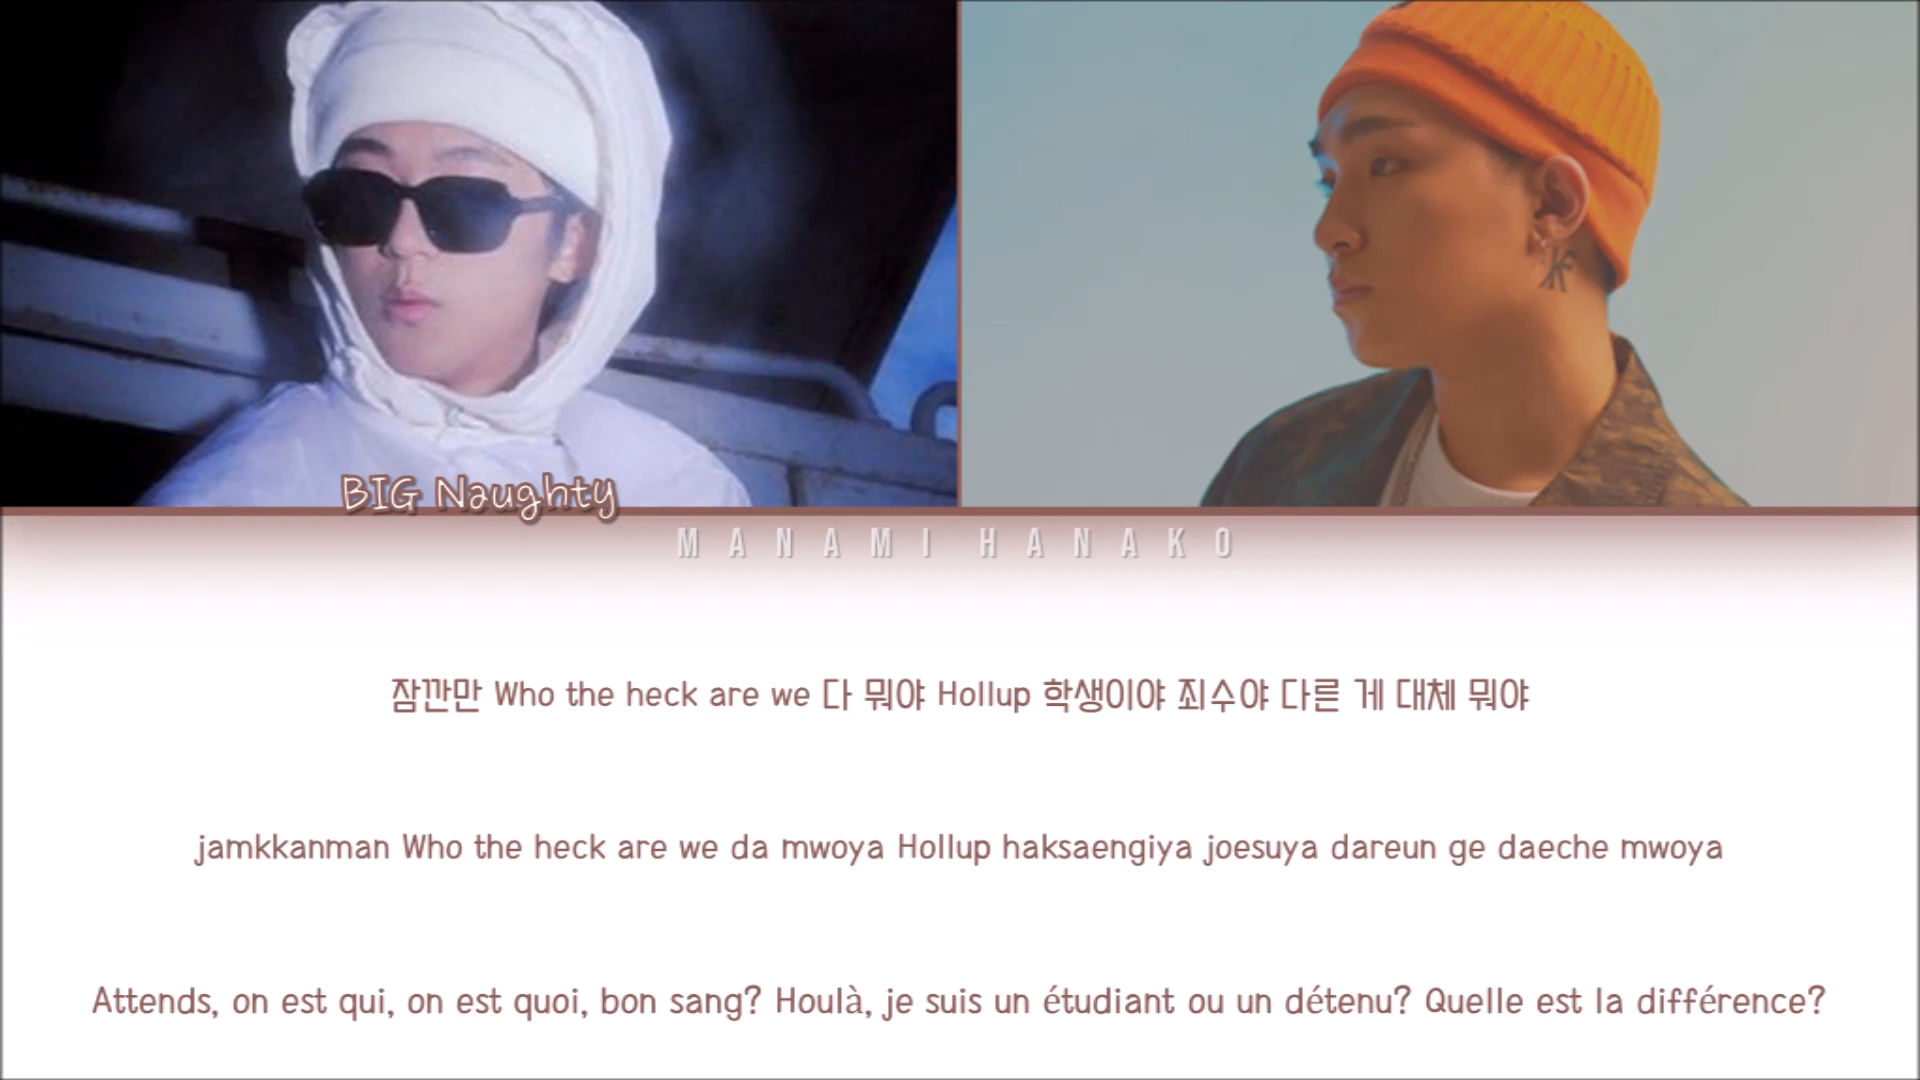 BIG Naughty
MANAMI HANAKO
잠깐만 Who the heck are we 다 뭐야 Hollup 학생이야 죄수야 다른 게 대체 뭐야
jamkkanman Who the heck are we da mwoya Hollup haksaengiya joesuya dareun ge daeche mwoya
Attends, on est qui, on est quoi, bon sang? Houlà, je suis un étudiant ou un détenu? Quelle est la différence?